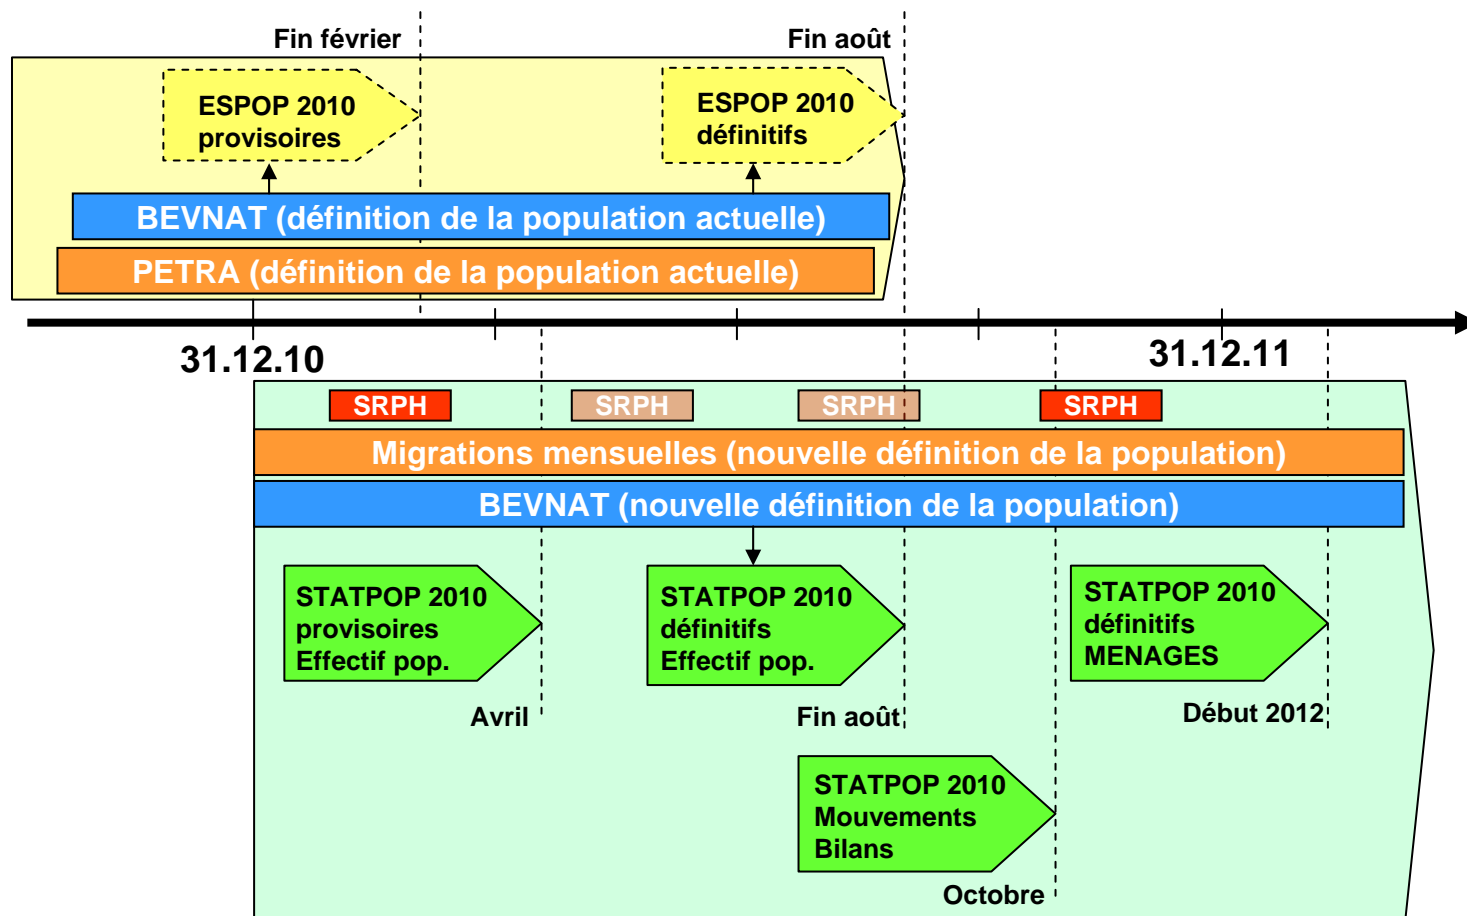 Fin février
Fin août
ESPOP 2010
provisoires
ESPOP 2010
définitifs
BEVNAT (définition de la population actuelle)
PETRA (définition de la population actuelle)
31.12.10
31.12.11
SRPH
SRPH
SRPH
SRPH
Migrations mensuelles (nouvelle définition de la population)
BEVNAT (nouvelle définition de la population)
STATPOP 2010
provisoires
Effectif pop.
STATPOP 2010
définitifs
Effectif pop.
STATPOP 2010
définitifs
MENAGES
Avril
Fin août
Début 2012
STATPOP 2010
Mouvements
Bilans
Octobre